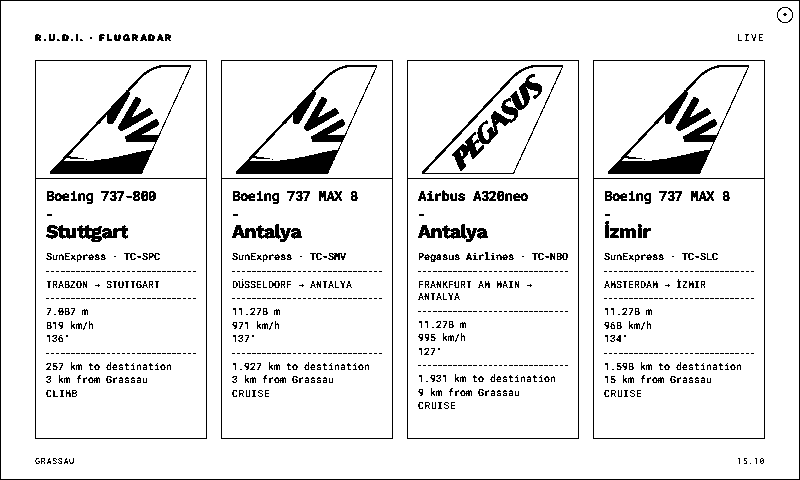 R.U.D.I. · FLUGRADAR
LIVE
Boeing 737-800
-
Stuttgart
SunExpress · TC-SPC
TRABZON → STUTTGART
7.087 m
819 km/h
136°
257 km to destination
3 km from Grassau
CLIMB
Boeing 737 MAX 8
-
Antalya
SunExpress · TC-SMV
DÜSSELDORF → ANTALYA
11.278 m
971 km/h
137°
1.927 km to destination
3 km from Grassau
CRUISE
PEGASUS
Airbus A320neo
-
Antalya
Pegasus Airlines · TC-NBO
FRANKFURT AM MAIN →
ANTALYA
11.278 m
995 km/h
127°
1.931 km to destination
9 km from Grassau
CRUISE
Boeing 737 MAX 8
-
İzmir
SunExpress · TC-SLC
AMSTERDAM → İZMIR
11.278 m
968 km/h
134°
1.598 km to destination
15 km from Grassau
CRUISE
GRASSAU
15.10